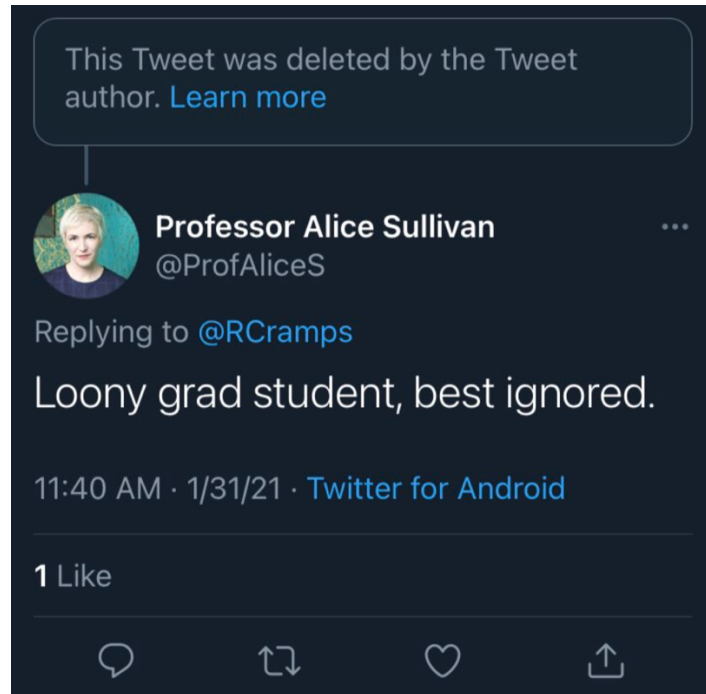 This Tweet was deleted by the Tweet
author. Learn more
Professor Alice Sullivan
@ProfAliceS
Replying to @RCramps
Loony grad student, best ignored.
11:40 AM · 1/31/21 · Twitter for Android
1 Like